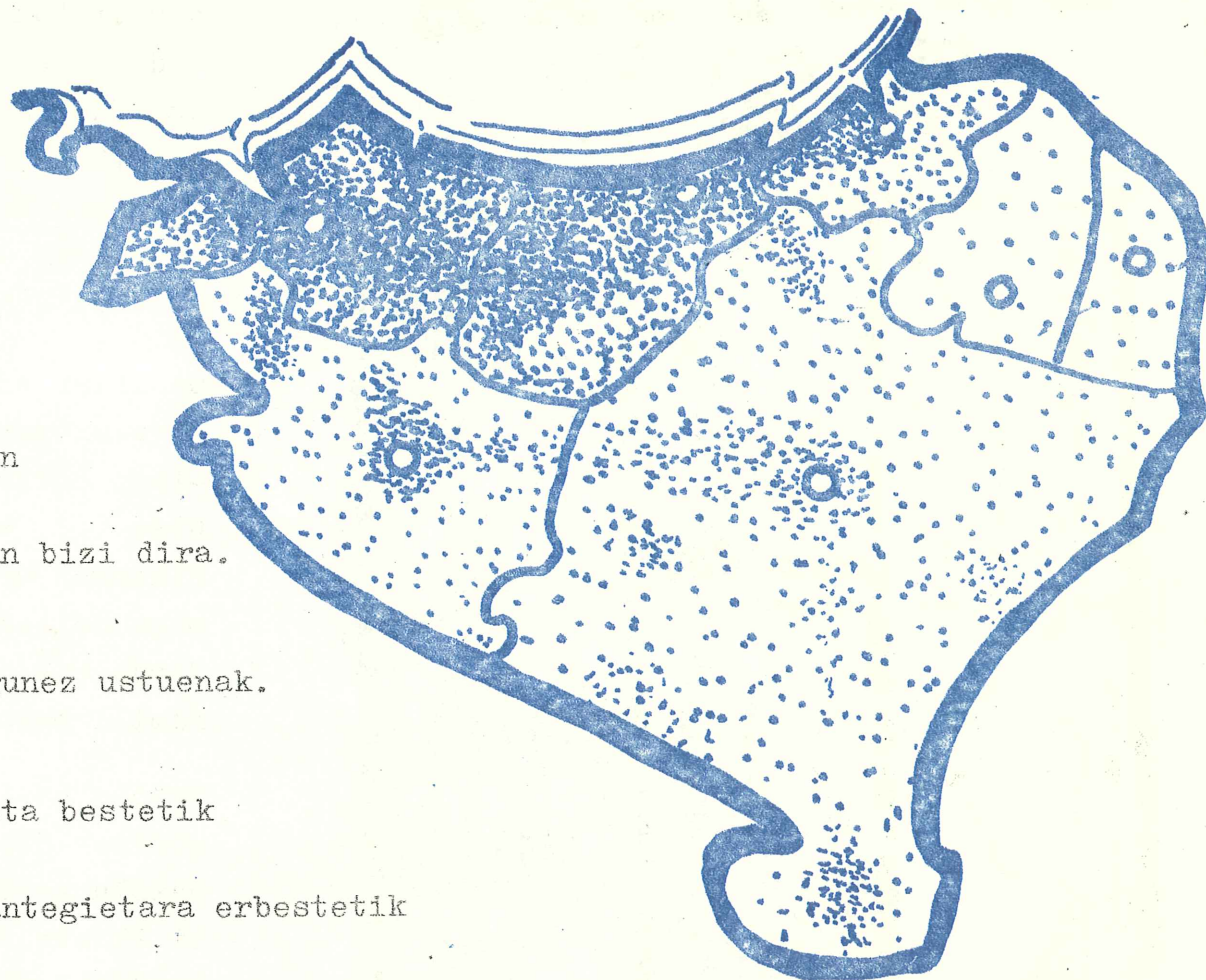 n
n bizi dira.
unez ustuenak.
ta bestetik
ntegietara erbestetik